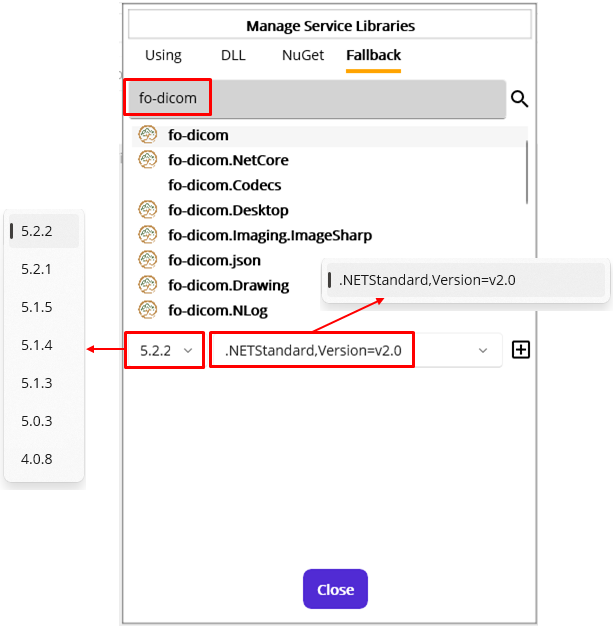 Manage Service Libraries
Using DLL NuGet Fallback
fo-dicom
fo-dicom
fo-dicom.NetCore
fo-dicom.Codecs
fo-dicom.Desktop
fo-dicom.Imaging.ImageSharp
fo-dicom.json
fo-dicom.Drawing
fo-dicom.NLog
.NETStandard,Version=v2.0
5.2.2 .NETStandard,Version=v2.0
5.2.2
5.2.1
5.1.5
5.1.4
5.1.3
5.0.3
4.0.8
Close